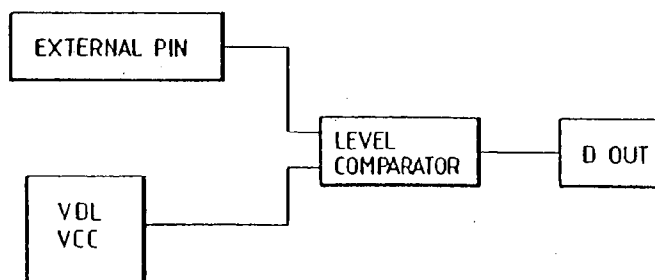 EXTERNAL PIN
LEVEL
COMPARATOR
D OUT
VDL
VCC